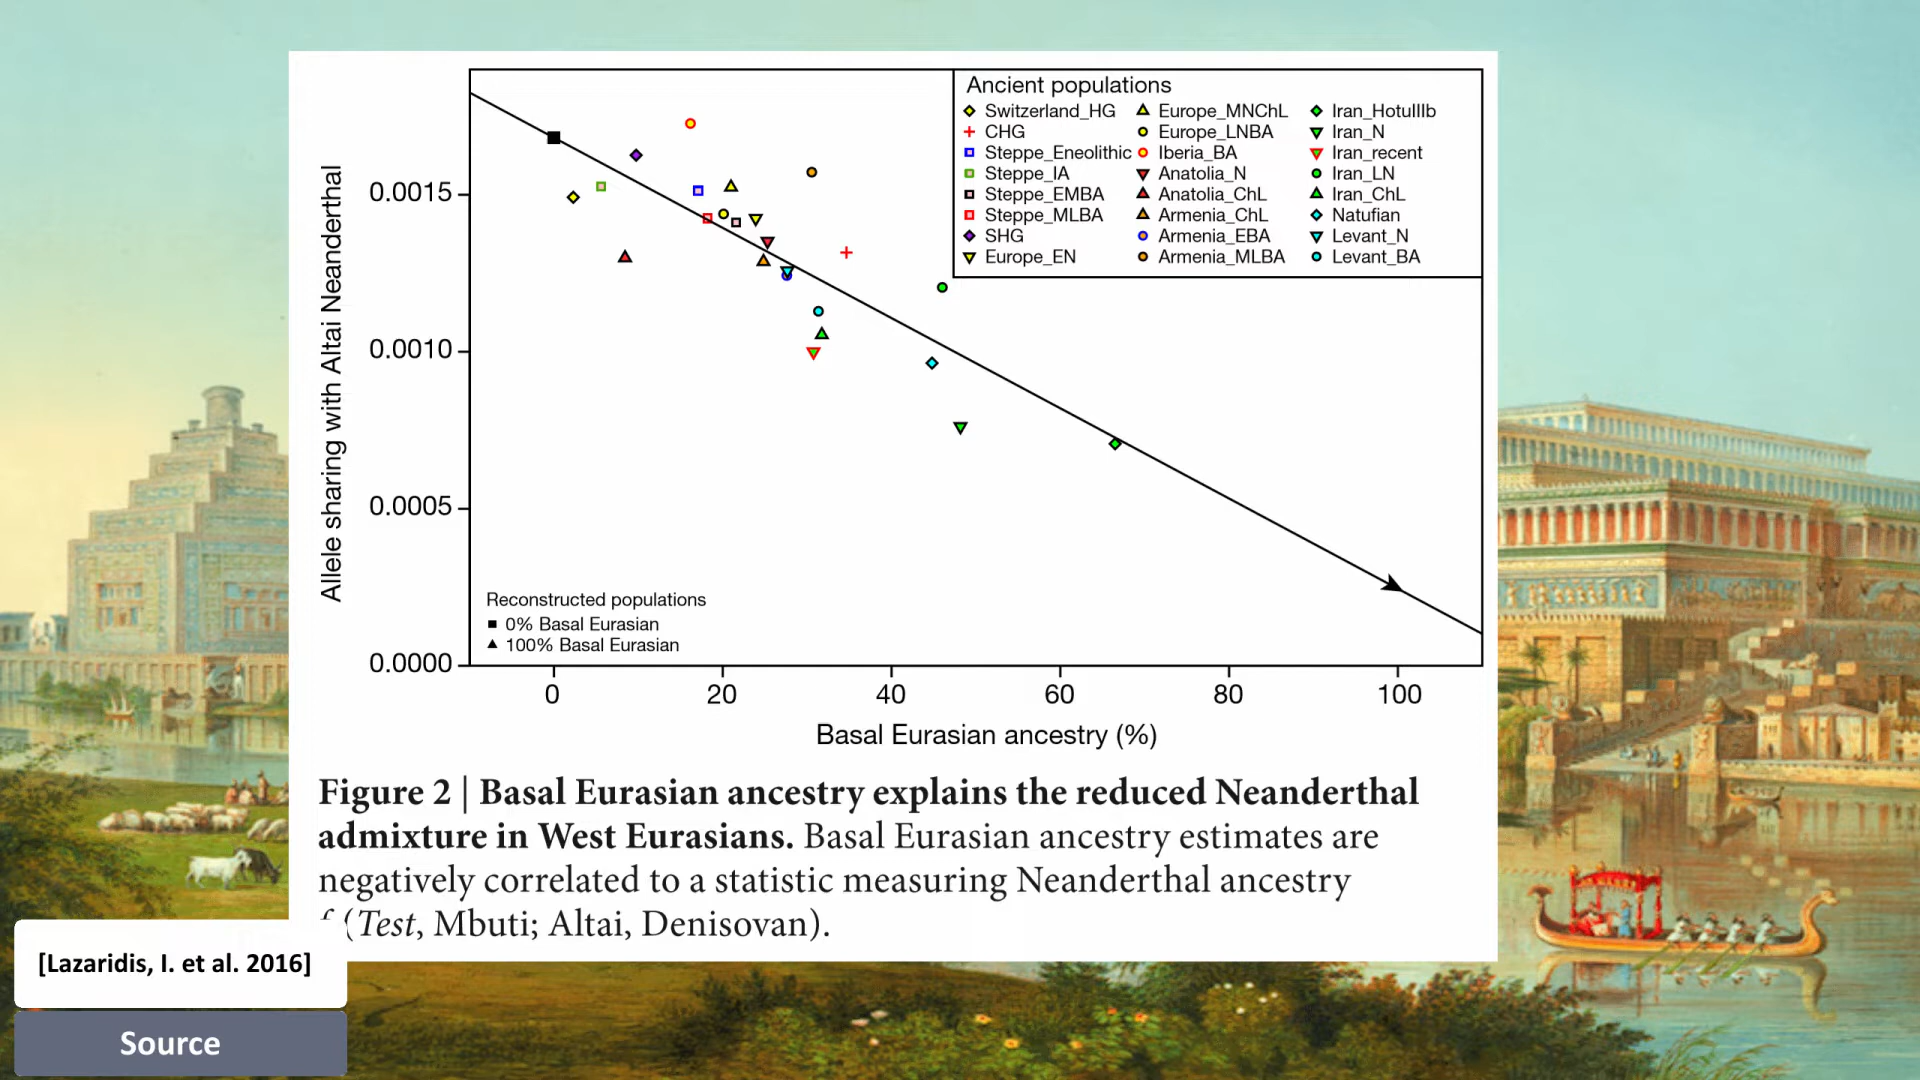 Ancient populations
Switzerland_HG
CHG
Steppe_Eneolithic
Steppe_IA
Steppe_EMBA
Steppe_MLBA
SHG
Europe_EN
Europe_MNChL
Europe_LNBA
Iberia_BA
Anatolia_N
Anatolia_ChL
Armenia_ChL
Armenia_EBA
Armenia_MLBA
Iran_HotuIIIb
Iran_N
Iran_recent
Iran_LN
Iran_ChL
Natufian
Levant_N
Levant_BA
Allele sharing with Altai Neanderthal
0.0015
0.0010
0.0005
0.0000
Reconstructed populations
0% Basal Eurasian
100% Basal Eurasian
0 20 40 60 80 100
Basal Eurasian ancestry (%)
Figure 2 | Basal Eurasian ancestry explains the reduced Neanderthal
admixture in West Eurasians. Basal Eurasian ancestry estimates are
negatively correlated to a statistic measuring Neanderthal ancestry
(Test, Mbuti; Altai, Denisovan).
[Lazaridis, I. et al. 2016]
Source